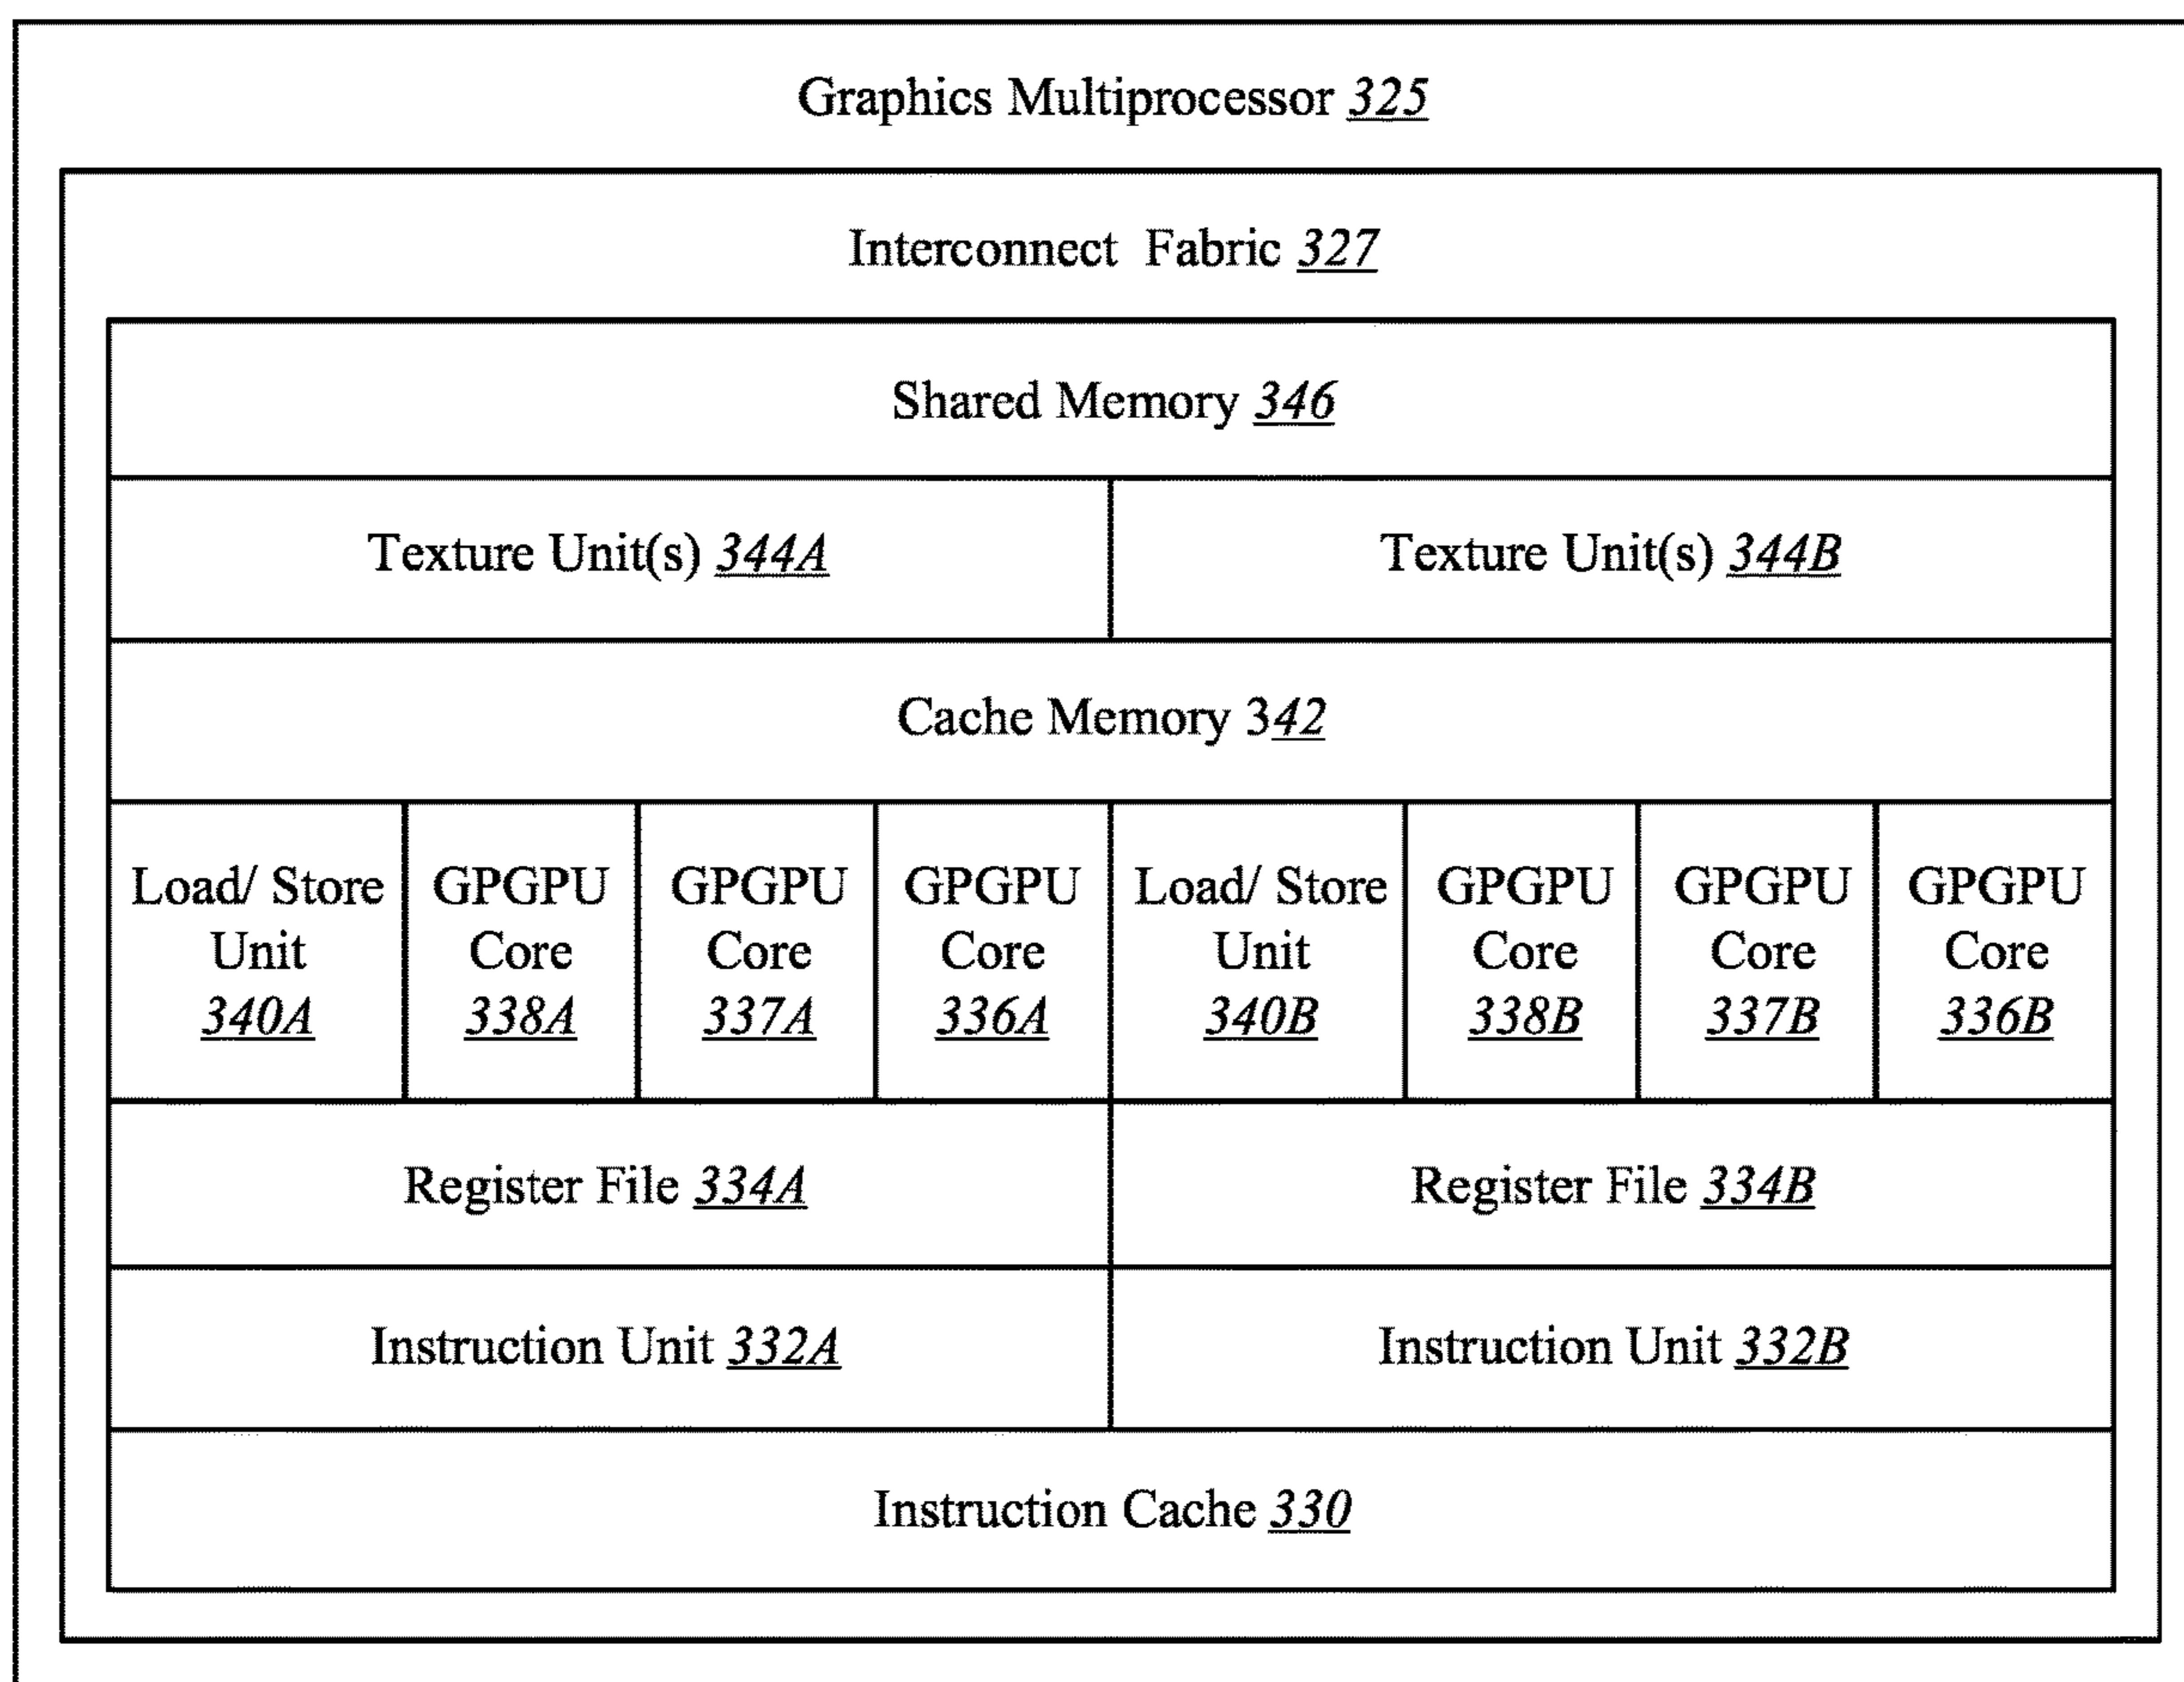 Graphics Multiprocessor 325
Interconnect Fabric 327
Shared Memory 346
Texture Unit(s) 344A
Texture Unit(s) 344B
Cache Memory 342
Load/ Store
Unit
340A
GPGPU
Core
338A
GPGPU
Core
337A
GPGPU
Core
336A
Load/ Store
Unit
340B
GPGPU
Core
338B
GPGPU
Core
337B
GPGPU
Core
336B
Register File 334A
Register File 334B
Instruction Unit 332A
Instruction Unit 332B
Instruction Cache 330